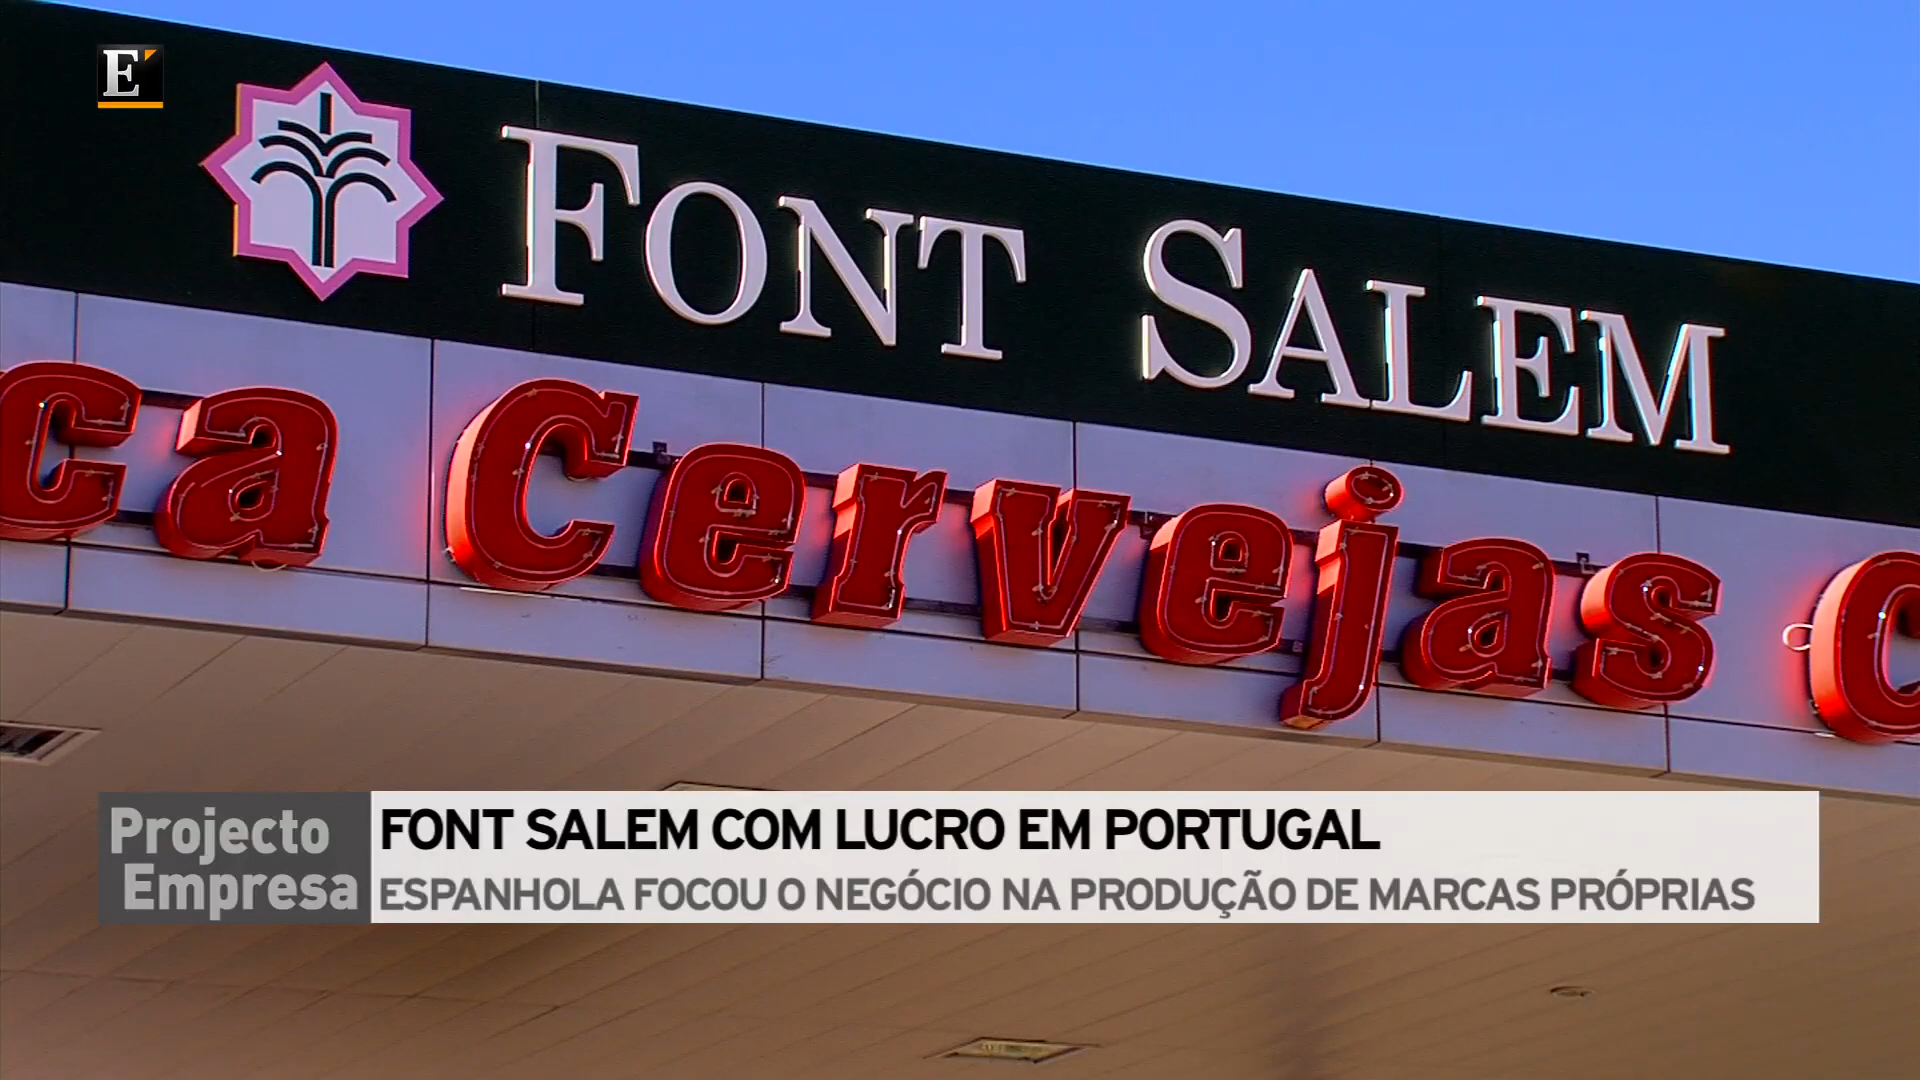 E
FONT SALEM
ca Cervejas C
Projecto
Empresa
FONT SALEM COM LUCRO EM PORTUGAL
ESPANHOLA FOCOU O NEGÓCIO NA PRODUÇÃO DE MARCAS PRÓPRIAS